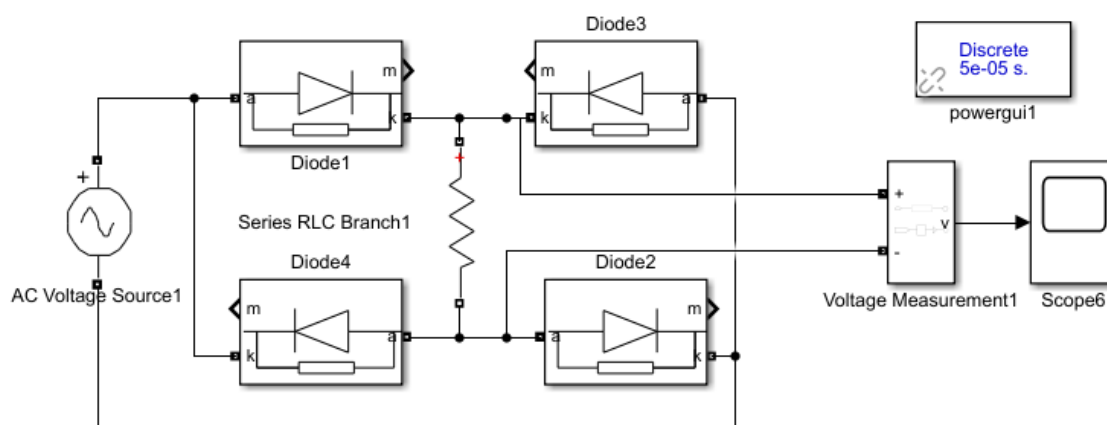 Diode3
Discrete
5e-05 s.
powergui1
a
m
k
Diode1
m
k
a
+
Series RLC Branch1
+
AC Voltage Source1
Diode4
m
k
a
Diode2
m
a
k
+
-
v
Voltage Measurement1
Scope6